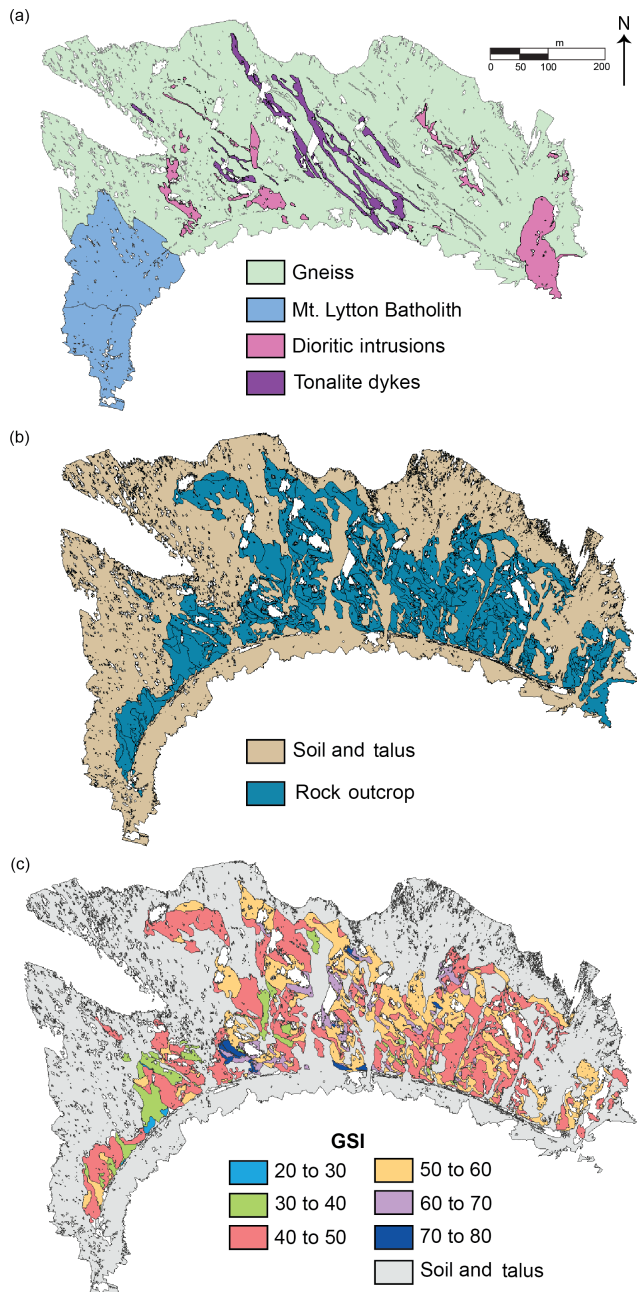 (a)
N
m
0 50 100 200
Gneiss
Mt. Lytton Batholith
Dioritic intrusions
Tonalite dykes
(b)
Soil and talus
Rock outcrop
(c)
GSI
20 to 30
30 to 40
40 to 50
50 to 60
60 to 70
70 to 80
Soil and talus